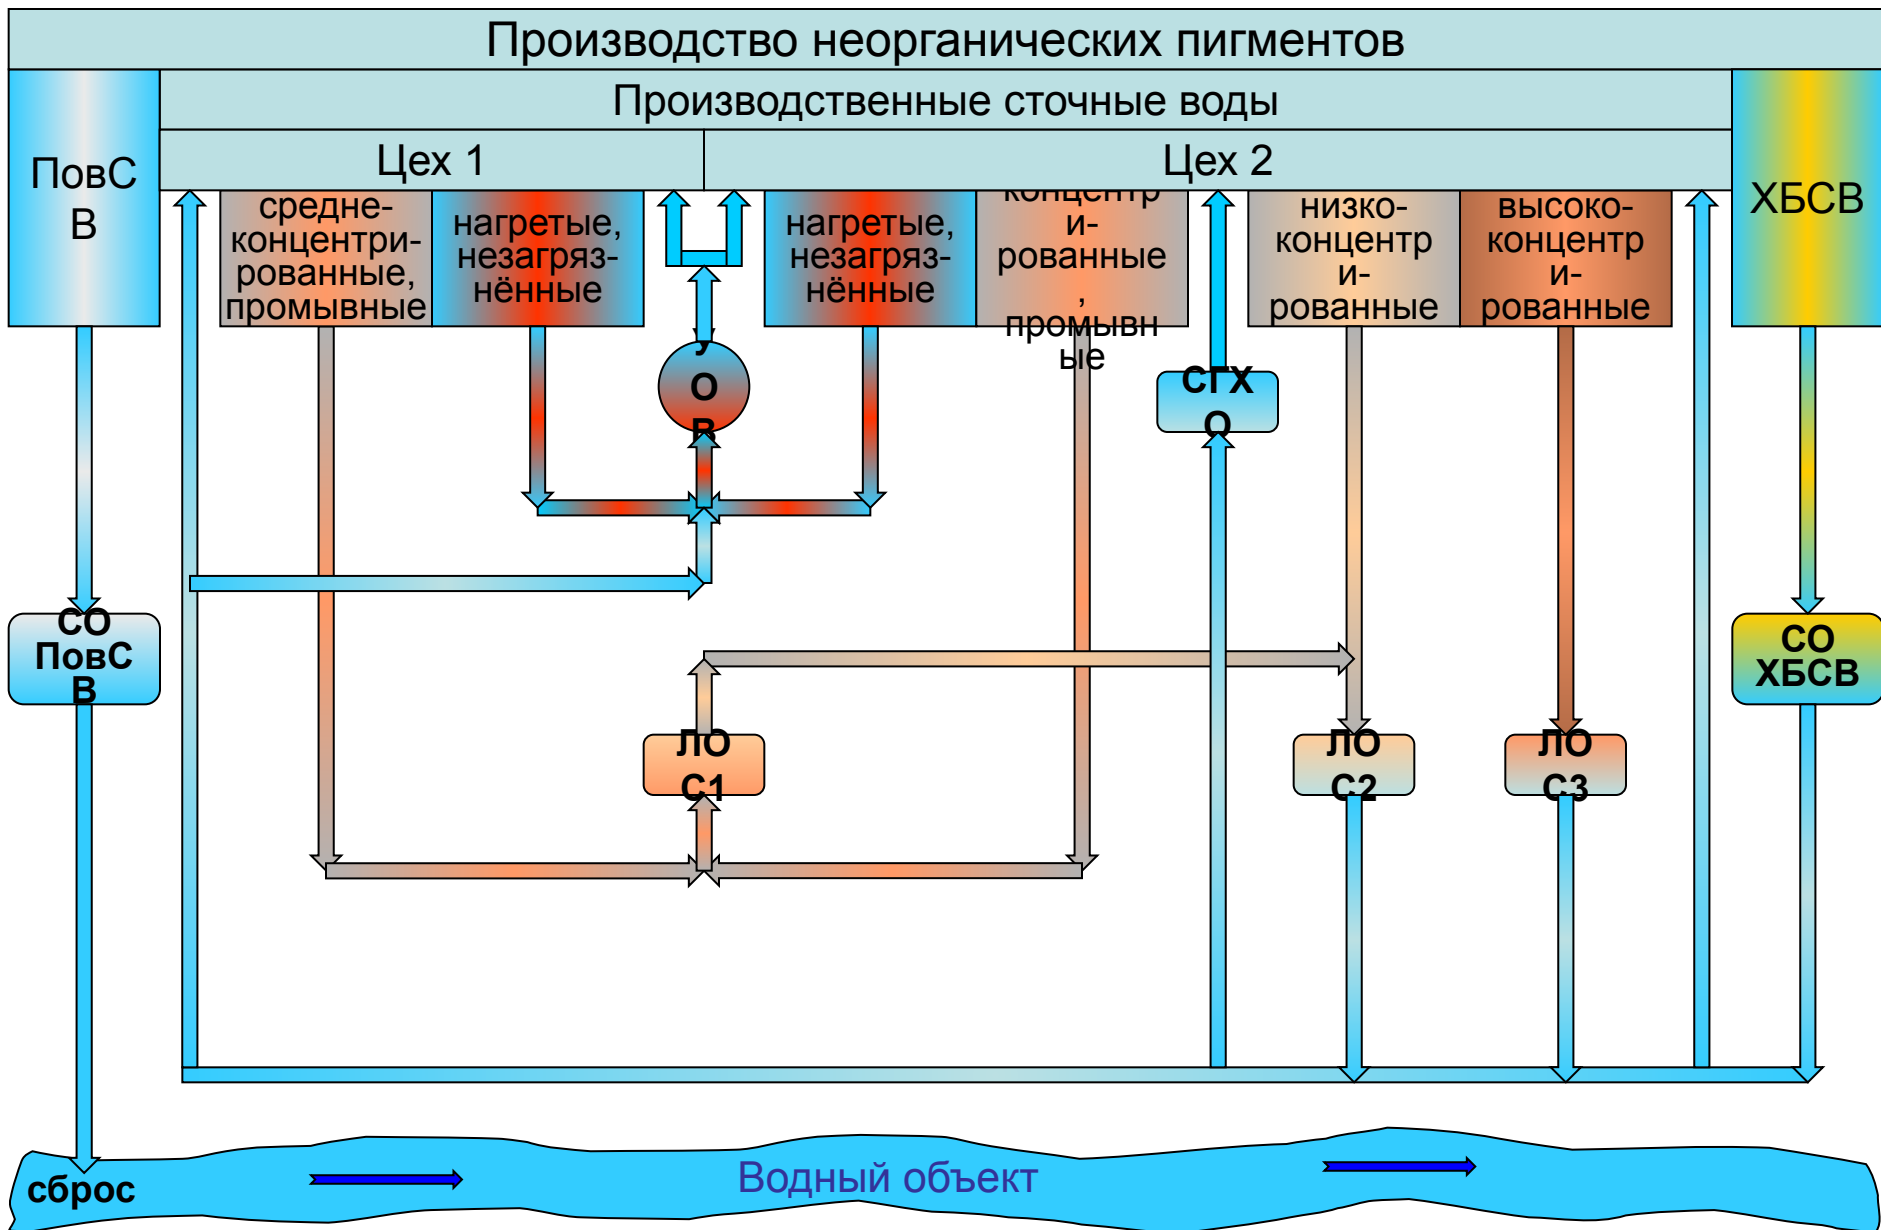 Производство неорганических пигментов
Производственные сточные воды
Цех 1
Цех 2
ПовС
В
ХБСВ
средне-
концентри-
рованные,
промывные
нагретые,
незагряз-
нённые
нагретые,
незагряз-
нённые
концентр
и-
рованные
,
промывн
ые
низко-
концентр
и-
рованные
высоко-
концентр
и-
рованные
У
О
В
СГХ
О
СО
ПовС
В
СО
ХБСВ
ЛО
С1
ЛО
С2
ЛО
С3
Водный объект
сброс